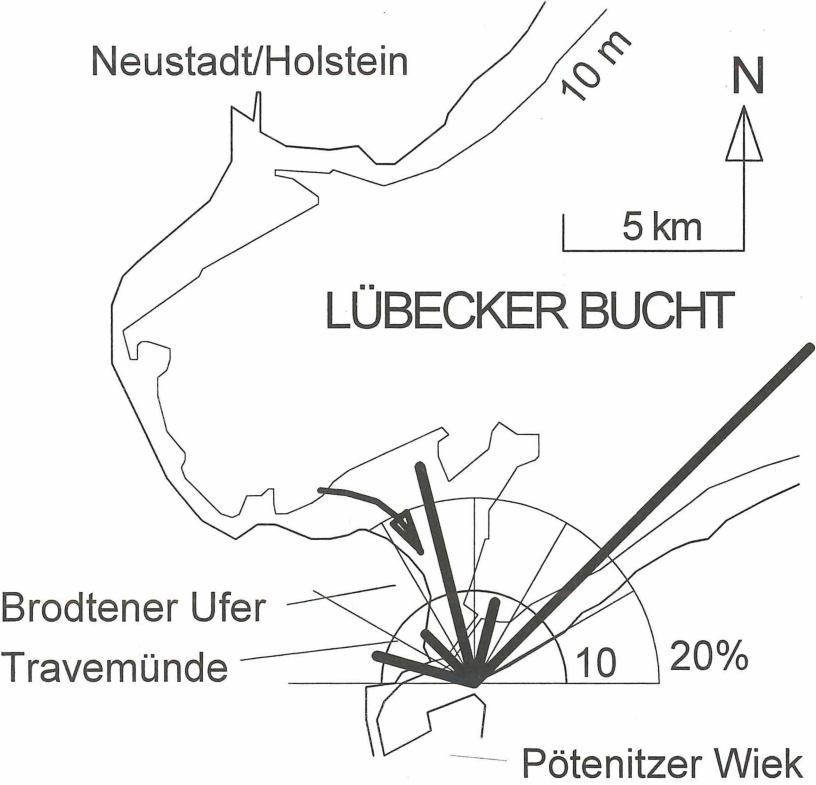 Neustadt/Holstein
10 m
N
5 km
LÜBECKER BUCHT
Brodtener Ufer
Travemünde
10
20%
Pötenitzer Wiek